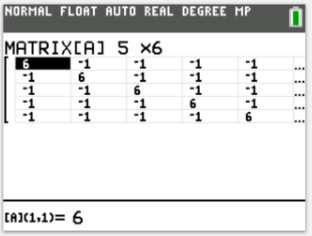 NORMAL FLOAT AUTO REAL DEGREE MP
MATRIX[A] 5 ×6
6 -1 -1 -1 -1 ...
-1 6 -1 -1 -1 ...
-1 -1 6 -1 -1 ...
-1 -1 -1 6 -1 ...
-1 -1 -1 -1 6 ...
[A](1,1)= 6